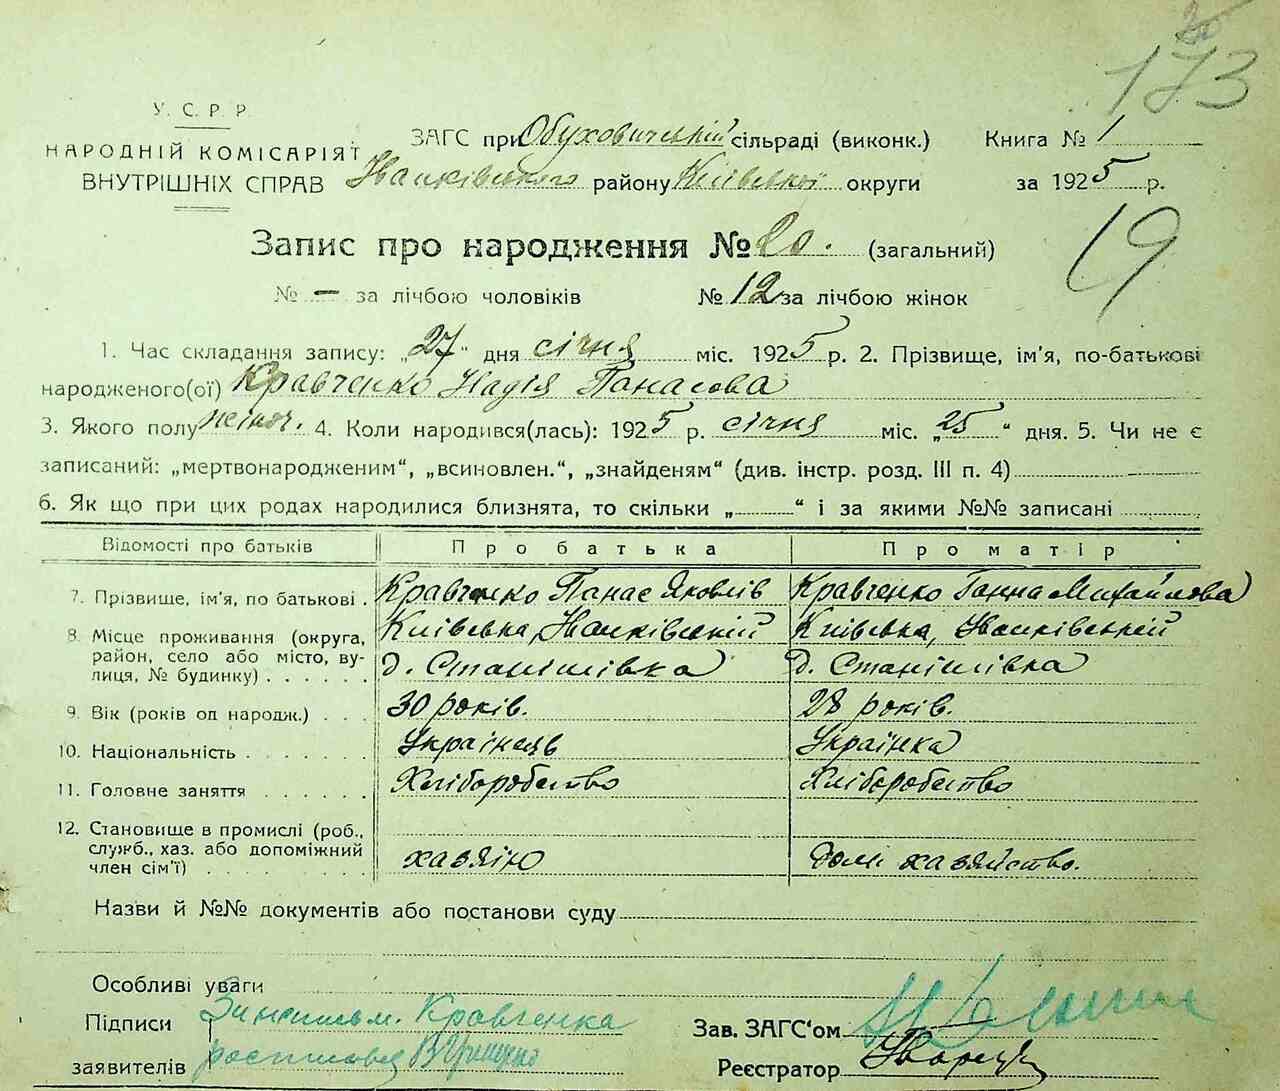 173
У. С. Р. Р
НАРОДНІЙ КОМІСАРІЯТ
ВНУТРІШНІХ СПРАВ
ЗАГС при Обуховичській сільраді (виконк.) Книга № 1
Іванківського району Київської округи за 1925 р.
19
Запис про народження № 20. (загальний)
№ – за лічбою чоловіків № 12 за лічбою жінок
1. Час складання запису: „27“ дня січня міс. 1925 р. 2. Прізвище, ім'я, по-батькові
народженого(ої) Кравченко Надія Панасова
3. Якого полу жіноч. 4. Коли народився(лась): 1925 р. січня міс. „25“ дня. 5. Чи не є
записаний: „мертвонародженим“, „всиновлен.“, „знайденям“ (див. інстр. розд. III п. 4)
6. Як що при цих родах народилися близнята, то скільки „ “ і за якими №№ записані
Відомості про батьків Про батька Про матір
7. Прізвище, ім'я, по батькові . Кравченко Панас Яковлів Кравченко Ганна Михайлова
8. Місце проживання (округа, район, село або місто, вулиця, № будинку) Київська, Іванківській Київська, Іванківській
д. Станішівка д. Станішівка
9. Вік (років од народж.) 30 років. 28 років.
10. Національність Українець Українка
11. Головне заняття Хліборобство Хліборобство
12. Становище в промислі (роб., служб., хаз. або допоміжний член сім'ї) хазяїн дом. хазяйство.
Назви й №№ документів або постанови суду
Особливі уваги
Підписи заявителів Кравченка
Зав. ЗАГС'ом
Реєстратор